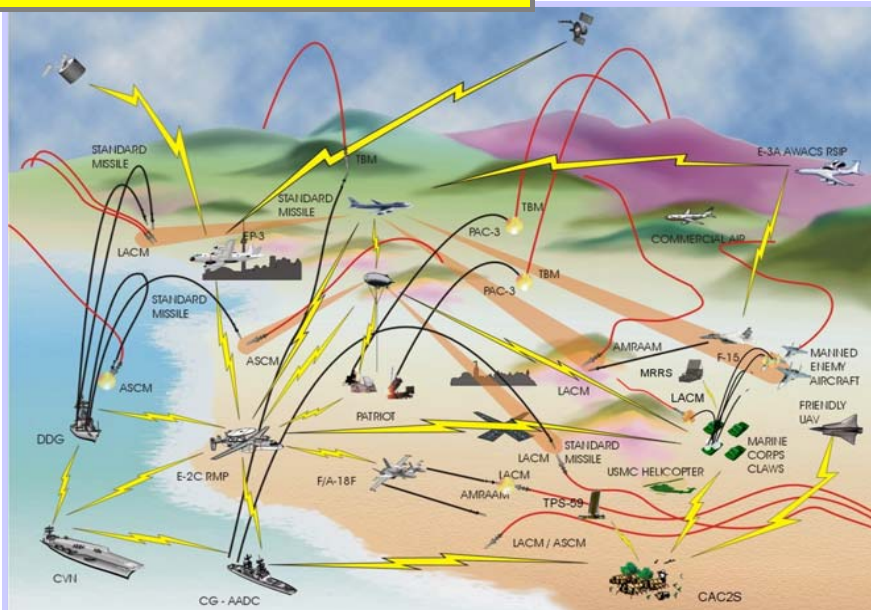 STANDARD
MISSILE
TBM
E-3A AWACS RSIP
STANDARD
MISSILE
TBM
LACM
EP-3
PAC-3
COMMERCIAL AIR
TBM
PAC-3
STANDARD
MISSILE
ASCM
AMRAAM
F-15
MANNED
ENEMY
AIRCRAFT
ASCM
LACM
MRRS
LACM
PATRIOT
FRIENDLY
UAV
DDG
MARINE
CORPS
CLAWS
STANDARD
MISSILE
LACM
E-2C RMP
F/A-18F
LACM
USMC HELICOPTER
AMRAAM
TPS-59
LACM / ASCM
CVN
CG - AADC
CAC2S